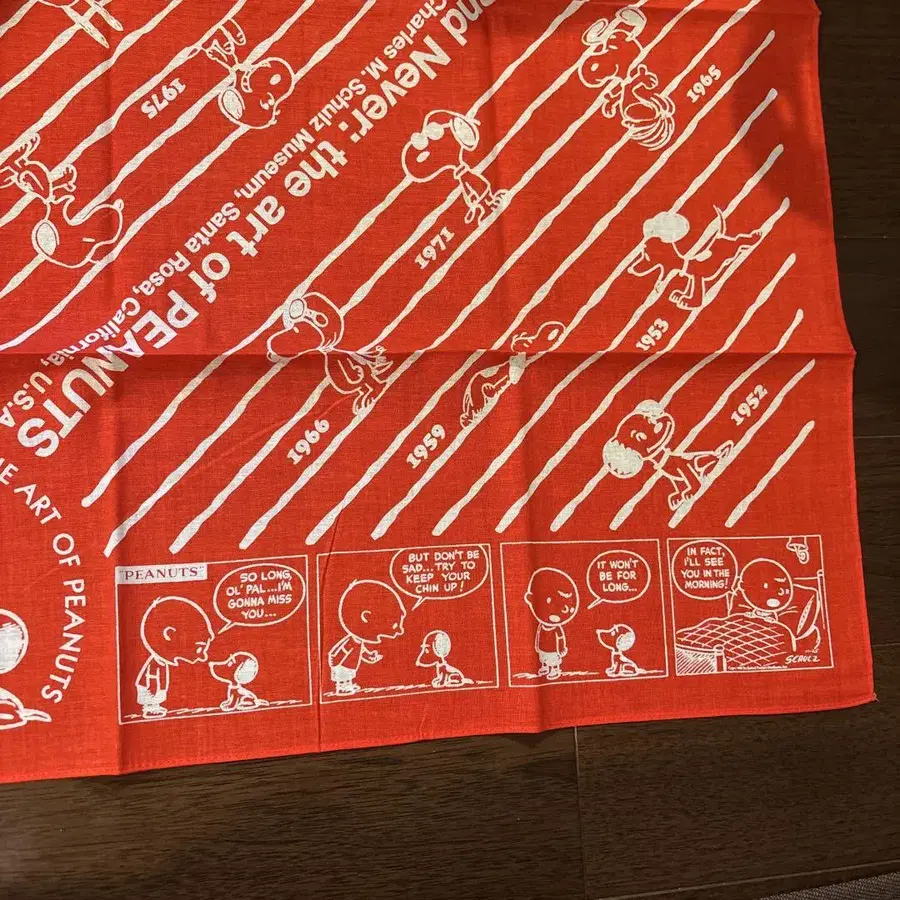 1975
1965
nd Never: the art of PEANUTS
Charles M. Schulz Museum, Santa Rosa, California, U.S.A
1971
1953
1966
1959
1952
E ART OF PEANUTS
"PEANUTS"
SO LONG,
OL' PAL...I'M
GONNA MISS
YOU...
BUT DON'T BE
SAD...TRY TO
KEEP YOUR
CHIN UP!
IT WON'T
BE FOR
LONG...
IN FACT,
I'LL SEE
YOU IN THE
MORNING!
SCHULZ